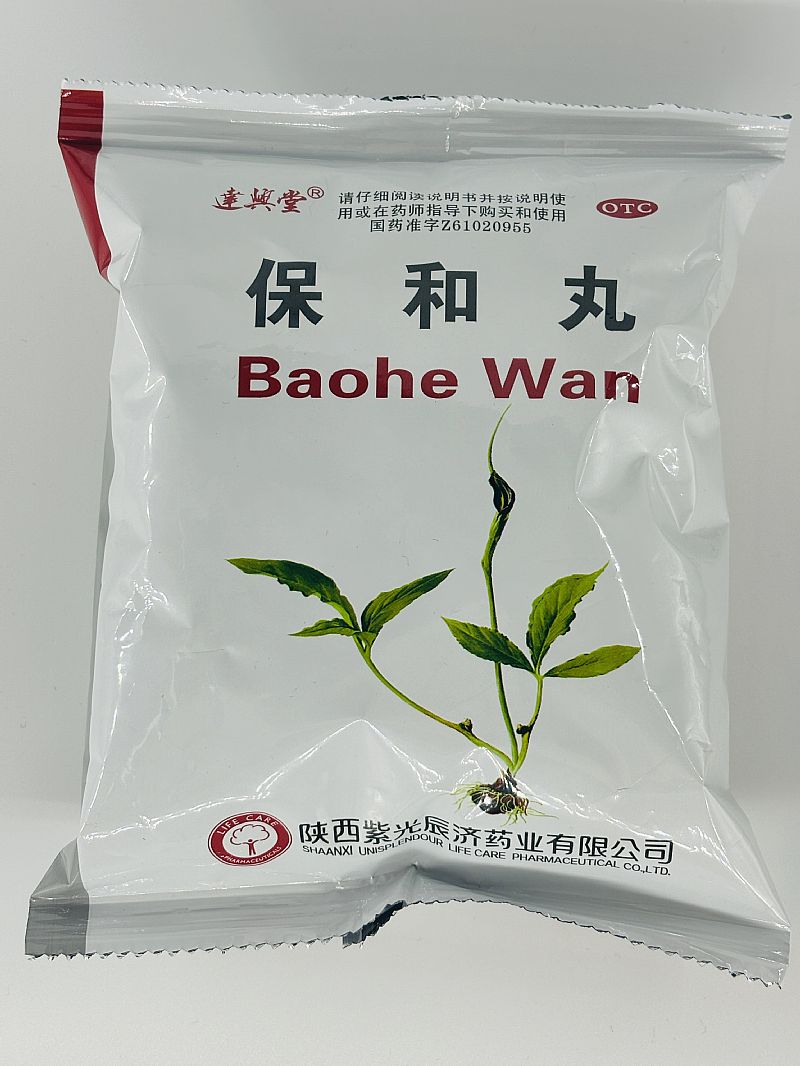 達興堂®
请仔细阅读说明书并按说明使
用或在药师指导下购买和使用
国药准字Z61020955
OTC
保和丸
Baohe Wan
LIFE CARE
PHARMACEUTICALS
陕西紫光辰济药业有限公司
SHAANXI UNISPLENDOUR LIFE CARE PHARMACEUTICAL CO.,LTD.